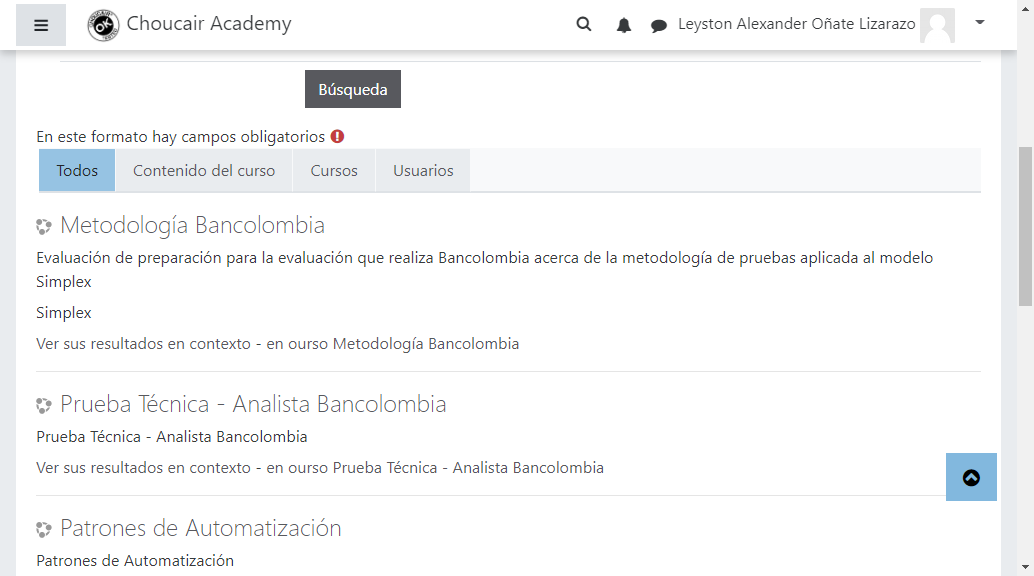 Choucair Academy
Leyston Alexander Oñate Lizarazo
Búsqueda
En este formato hay campos obligatorios
Todos
Contenido del curso
Cursos
Usuarios
Metodología Bancolombia
Evaluación de preparación para la evaluación que realiza Bancolombia acerca de la metodología de pruebas aplicada al modelo
Simplex
Simplex
Ver sus resultados en contexto - en ourso Metodología Bancolombia
Prueba Técnica - Analista Bancolombia
Prueba Técnica - Analista Bancolombia
Ver sus resultados en contexto - en ourso Prueba Técnica - Analista Bancolombia
Patrones de Automatización
Patrones de Automatización